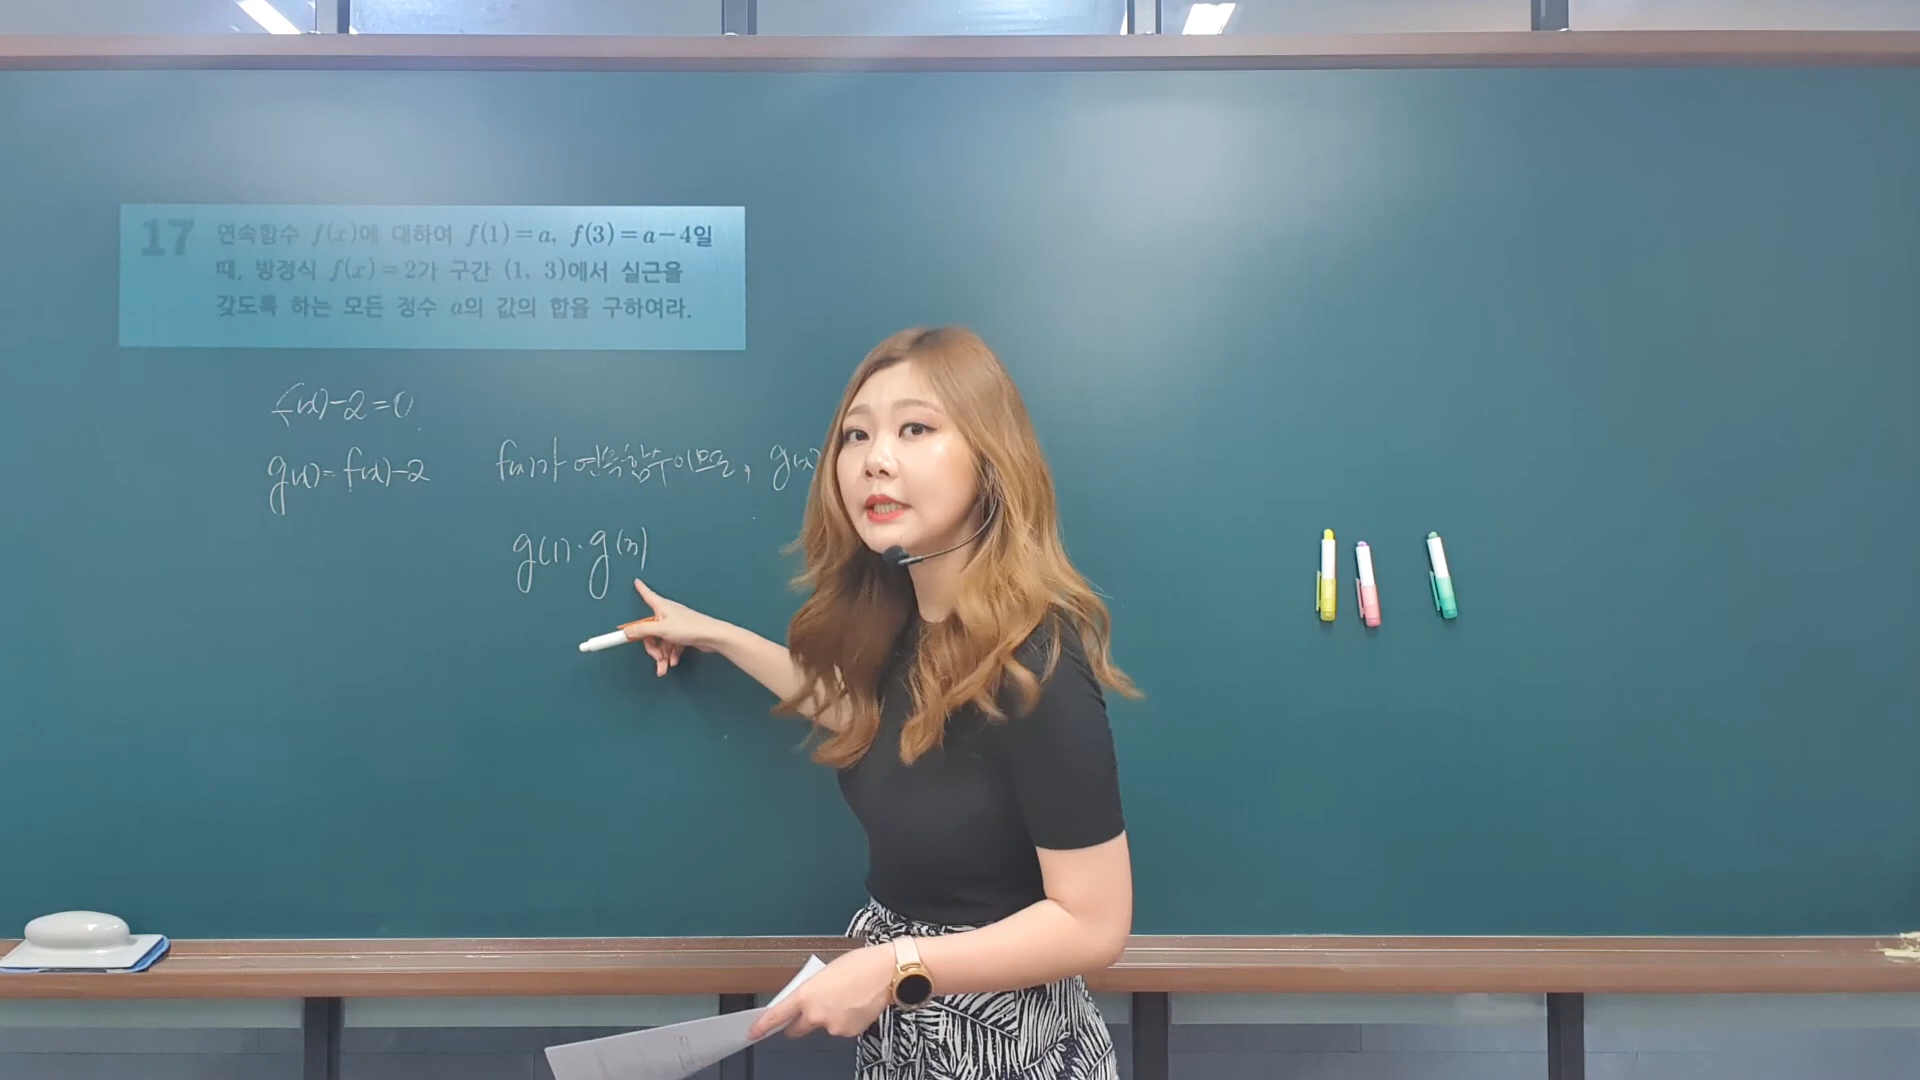 17 연속함수 f(x)에 대하여 f(1)=a, f(3)=a-4일
때, 방정식 f(x)=2가 구간 (1, 3)에서 실근을
갖도록 하는 모든 정수 a의 값의 합을 구하여라.
f(x)-2=0
g(x)=f(x)-2 f(x)가 연속함수이므로, g(x)
g(1)·g(3)